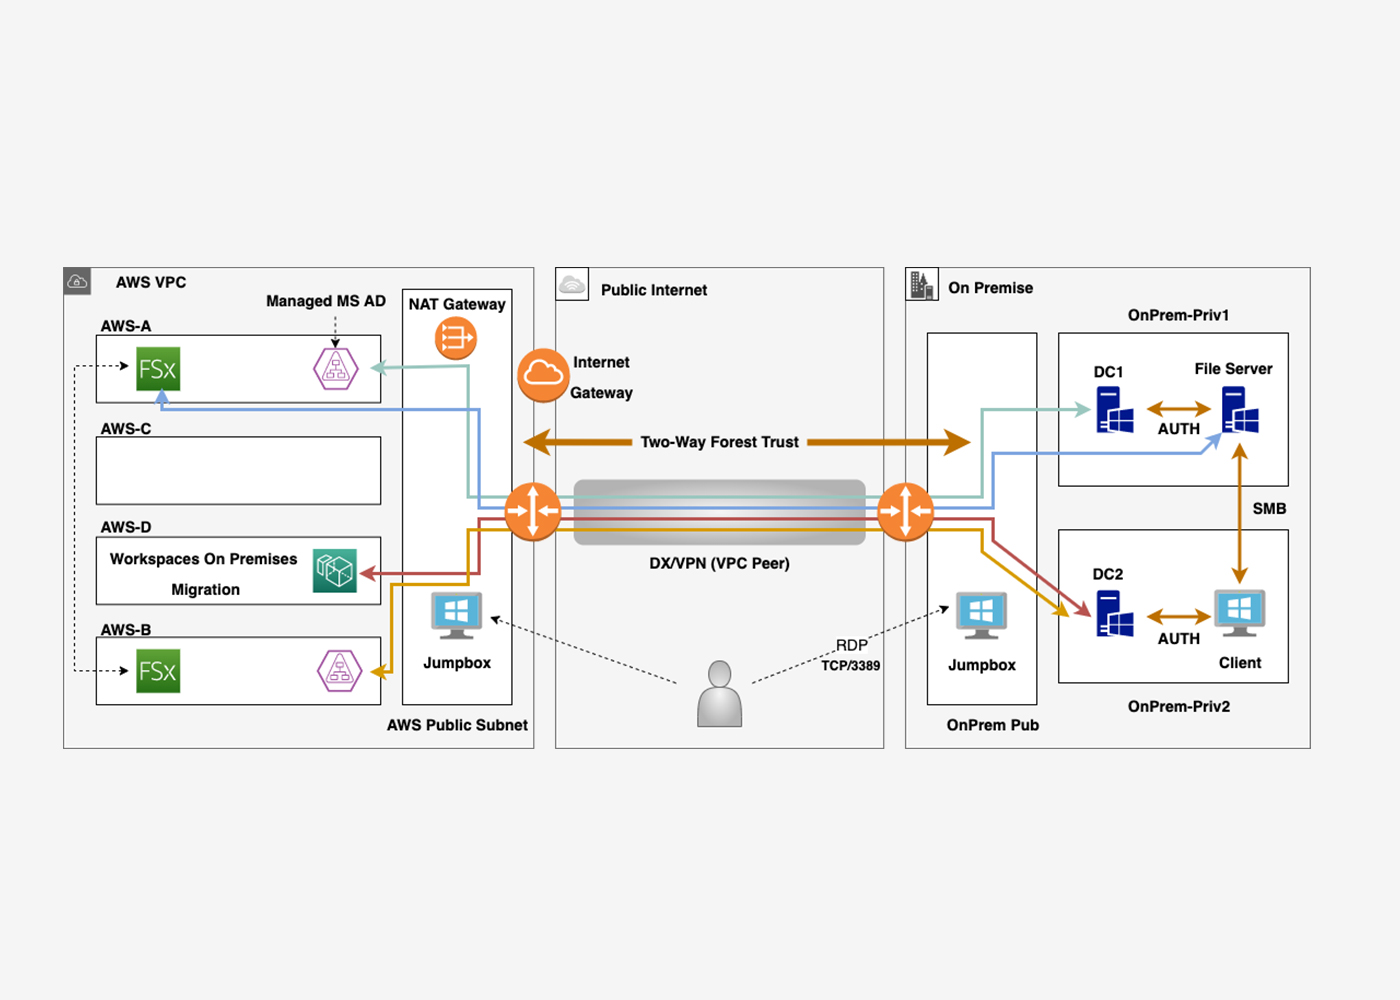 AWS VPC
Managed MS AD
NAT Gateway
AWS-A
FSx
AWS-C
AWS-D
Workspaces On Premises
Migration
AWS-B
FSx
Jumpbox
AWS Public Subnet
Public Internet
Internet
Gateway
Two-Way Forest Trust
DX/VPN (VPC Peer)
RDP
TCP/3389
On Premise
OnPrem-Priv1
DC1
File Server
AUTH
SMB
DC2
AUTH
Client
Jumpbox
OnPrem-Priv2
OnPrem Pub